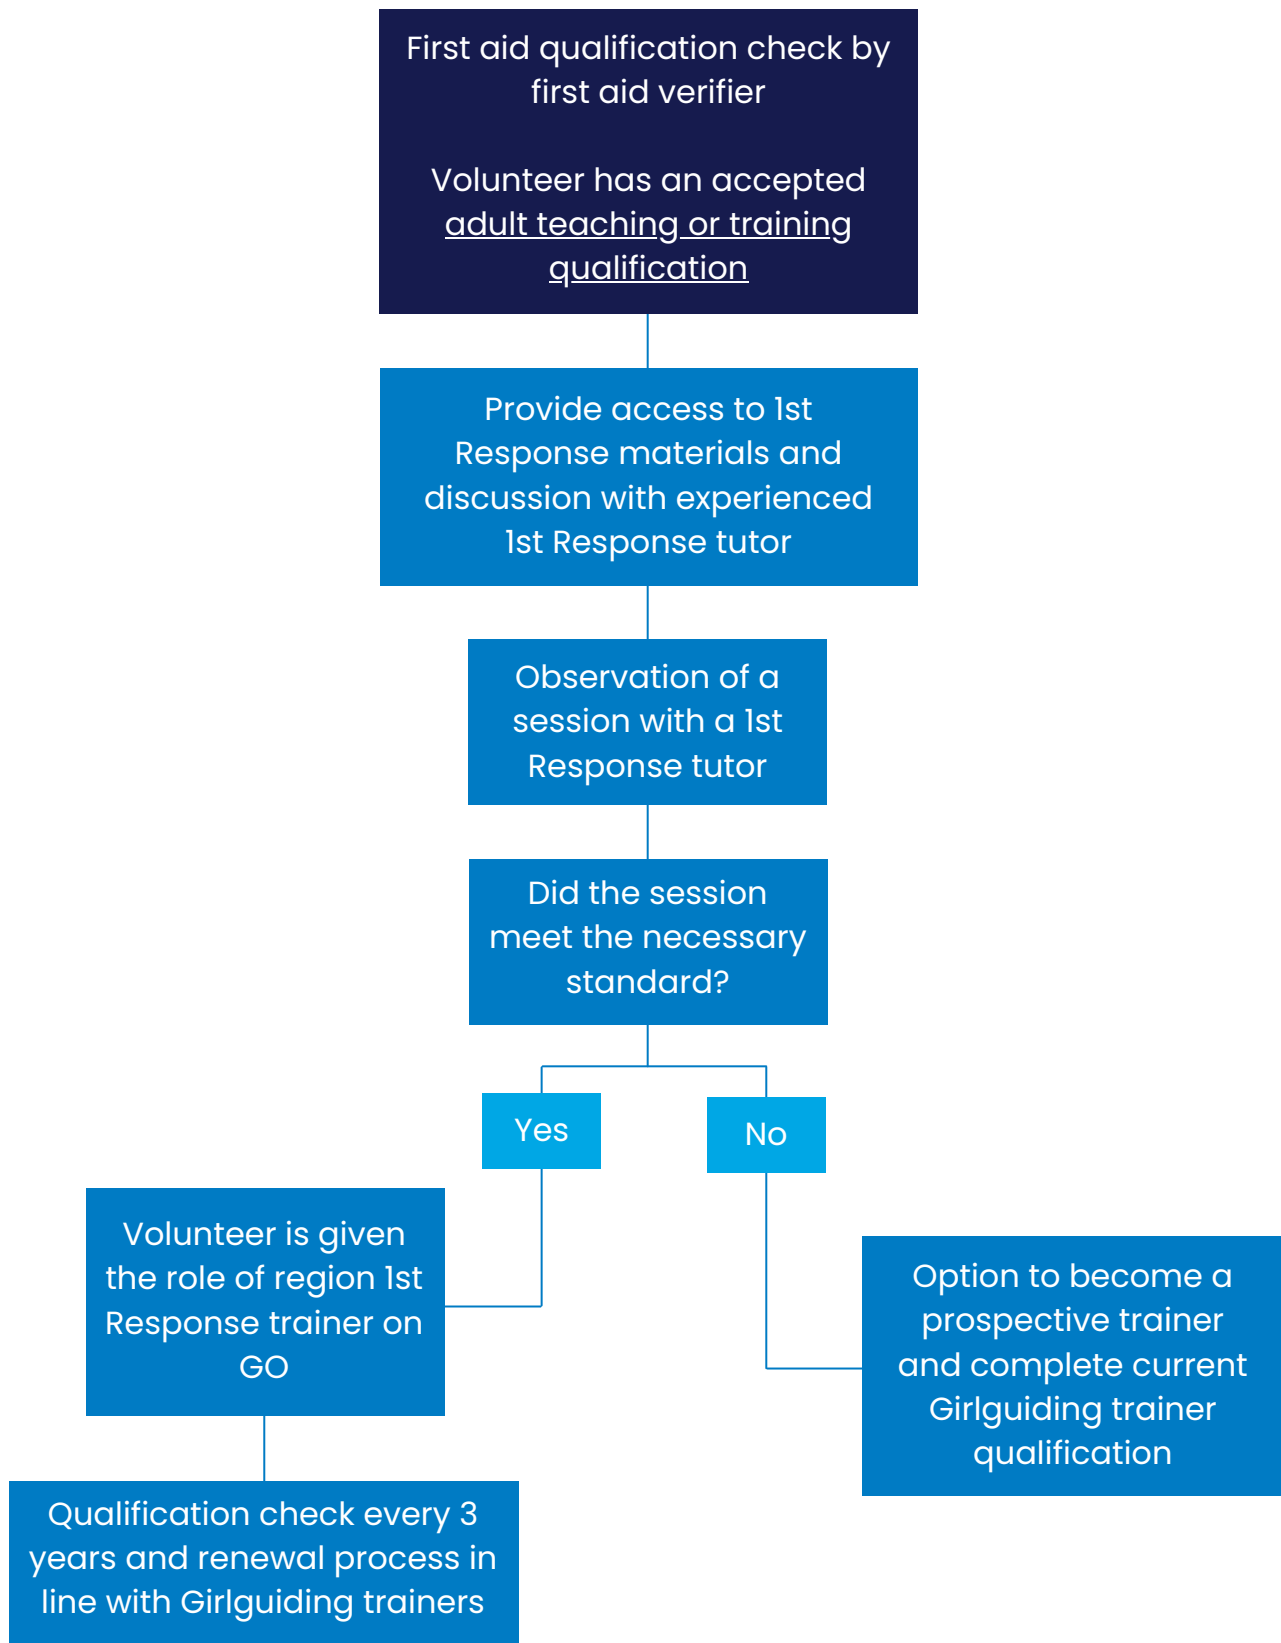 First aid qualification check by
first aid verifier
Volunteer has an accepted
adult teaching or training
qualification
Provide access to 1st
Response materials and
discussion with experienced
1st Response tutor
Observation of a
session with a 1st
Response tutor
Did the session
meet the necessary
standard?
Yes
No
Volunteer is given
the role of region 1st
Response trainer on
GO
Option to become a
prospective trainer
and complete current
Girlguiding trainer
qualification
Qualification check every 3
years and renewal process in
line with Girlguiding trainers